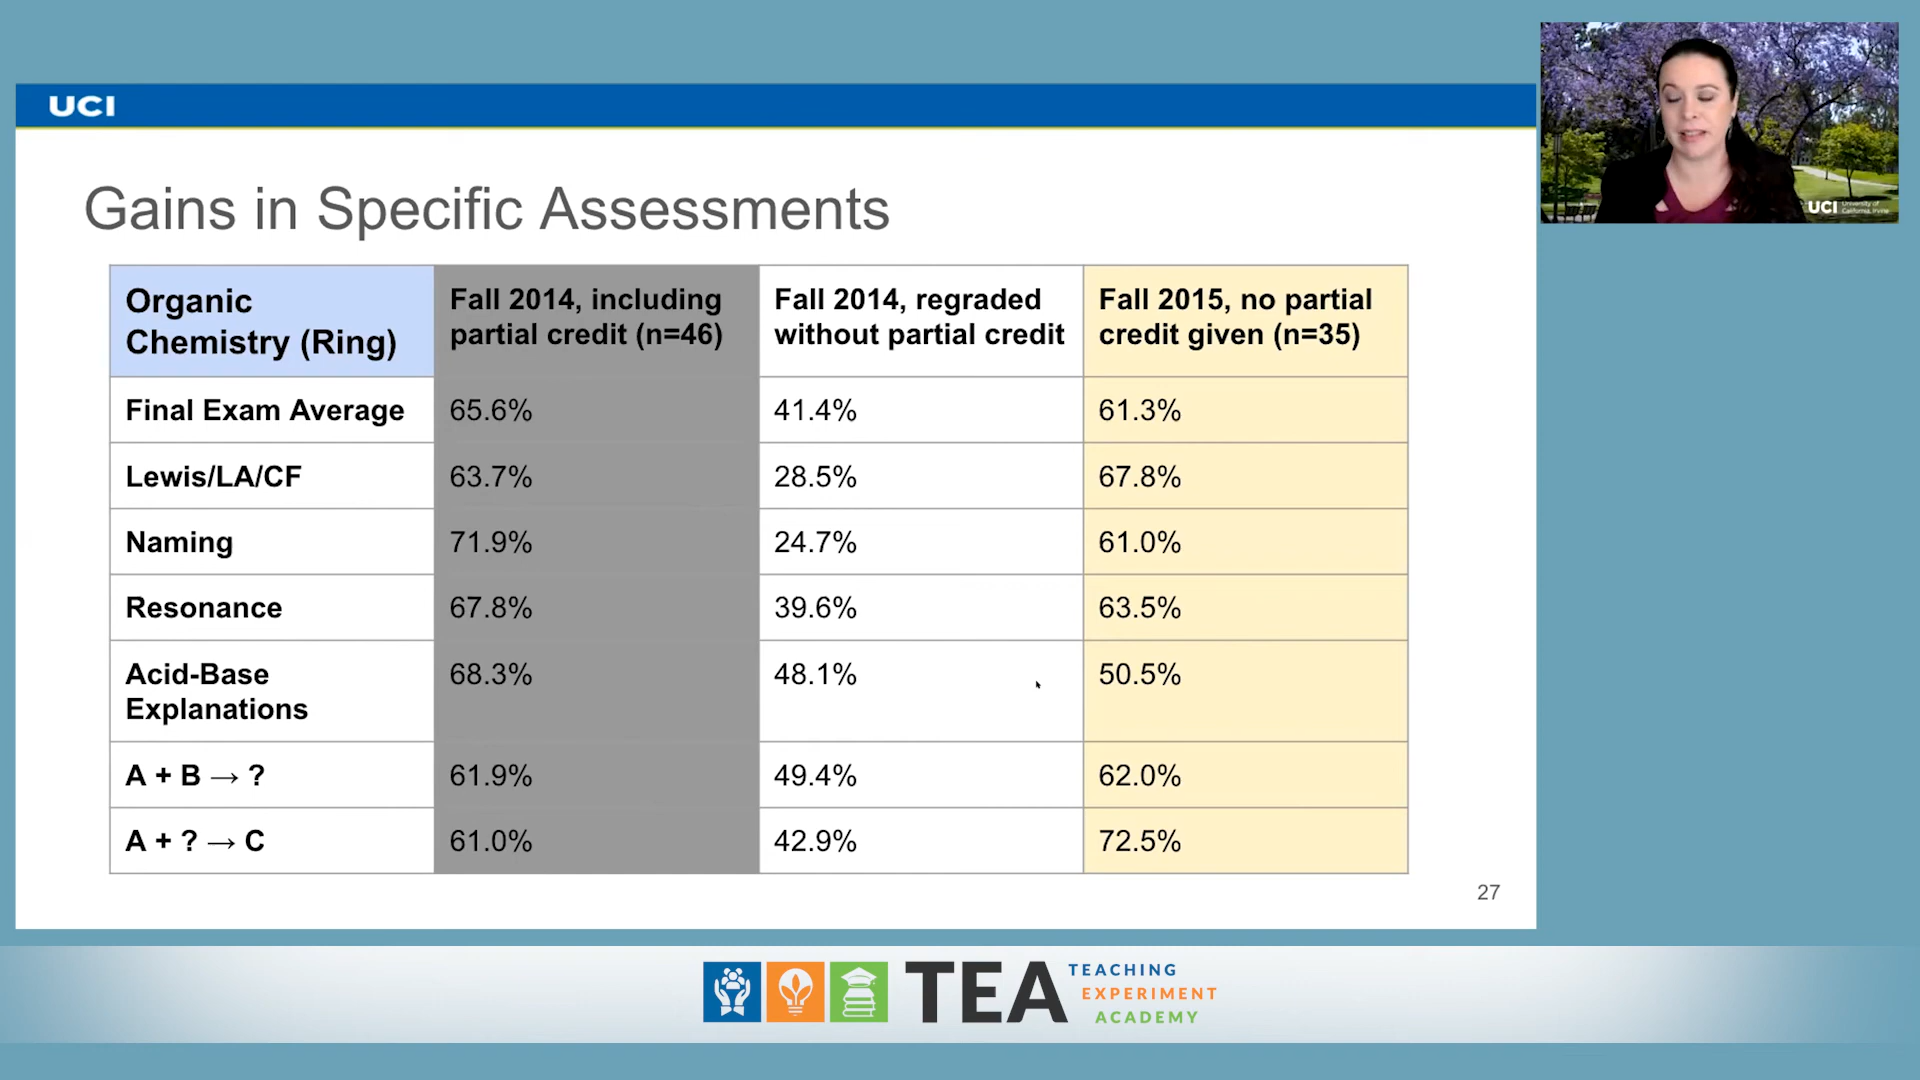 UCI
UCI University of
California, Irvine
Gains in Specific Assessments
Organic
Chemistry (Ring)
Fall 2014, including
partial credit (n=46)
Fall 2014, regraded
without partial credit
Fall 2015, no partial
credit given (n=35)
Final Exam Average 65.6% 41.4% 61.3%
Lewis/LA/CF 63.7% 28.5% 67.8%
Naming 71.9% 24.7% 61.0%
Resonance 67.8% 39.6% 63.5%
Acid-Base
Explanations 68.3% 48.1% 50.5%
A + B → ? 61.9% 49.4% 62.0%
A + ? → C 61.0% 42.9% 72.5%
27
TEA
TEACHING
EXPERIMENT
ACADEMY